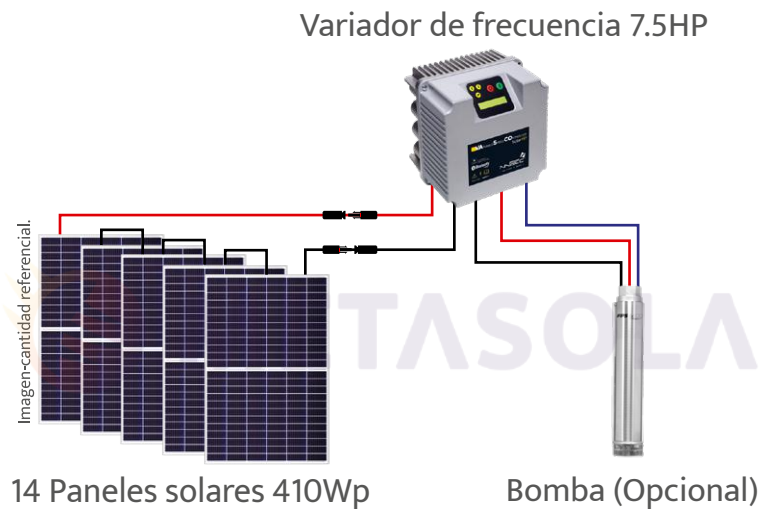 Variador de frecuencia 7.5HP
Imagen-cantidad referencial.
TASOLA
14 Paneles solares 410Wp
Bomba (Opcional)